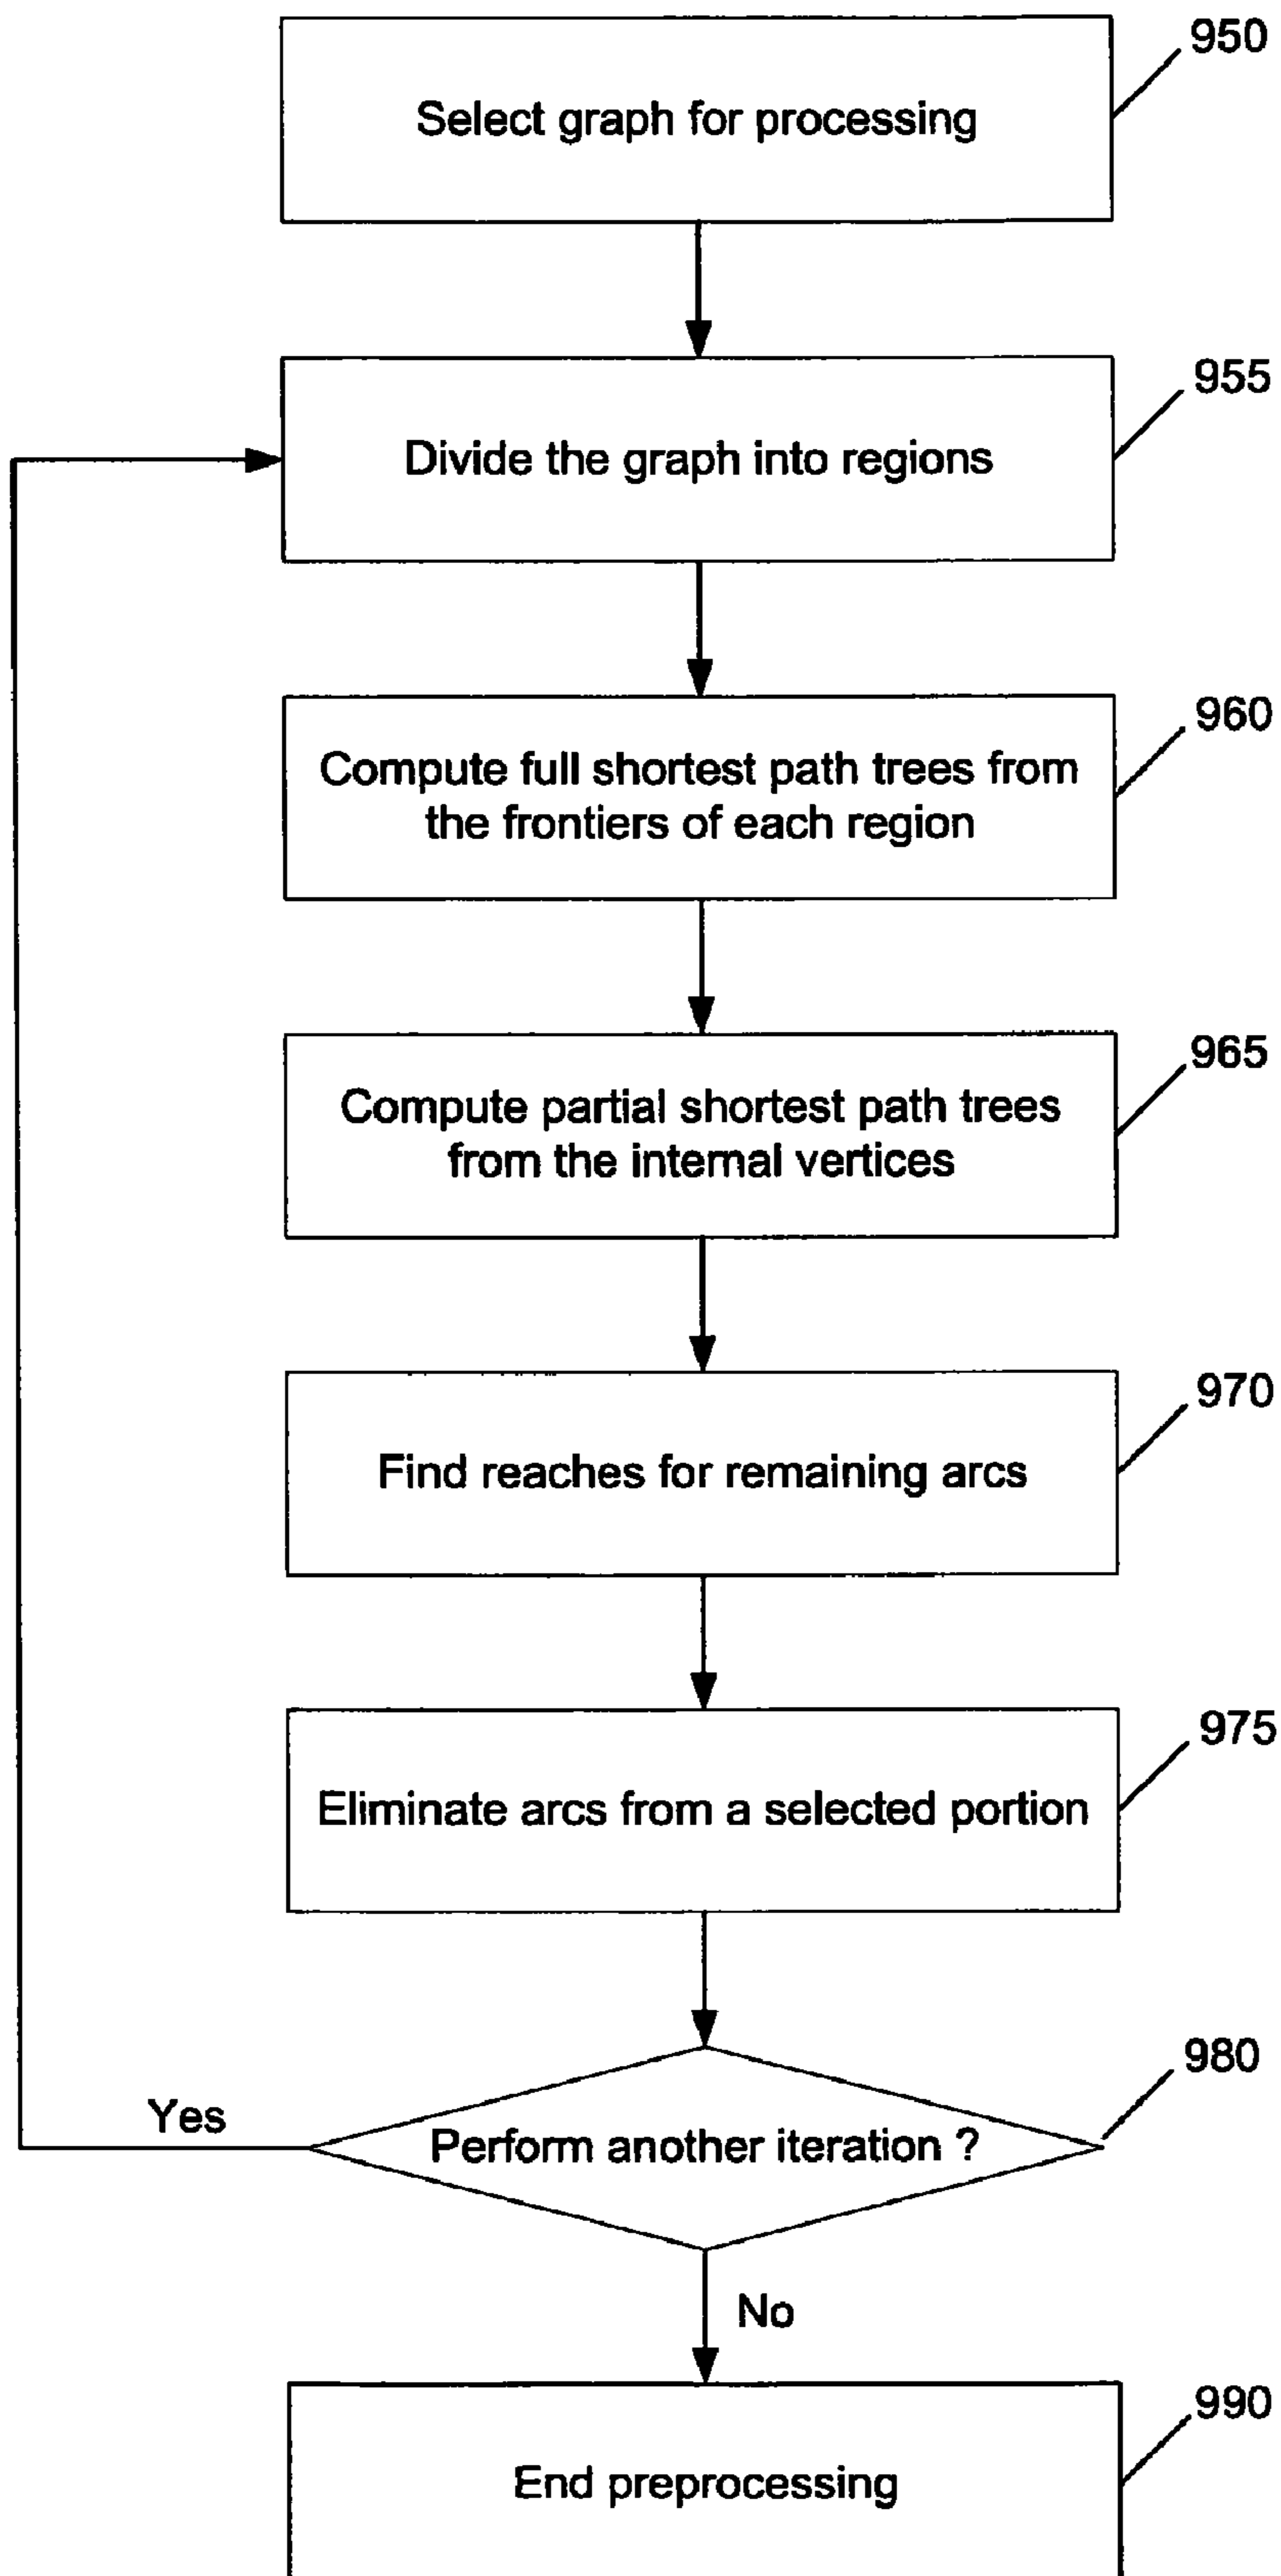 950
Select graph for processing
955
Divide the graph into regions
960
Compute full shortest path trees from
the frontiers of each region
965
Compute partial shortest path trees
from the internal vertices
970
Find reaches for remaining arcs
975
Eliminate arcs from a selected portion
980
Yes
Perform another iteration ?
No
990
End preprocessing